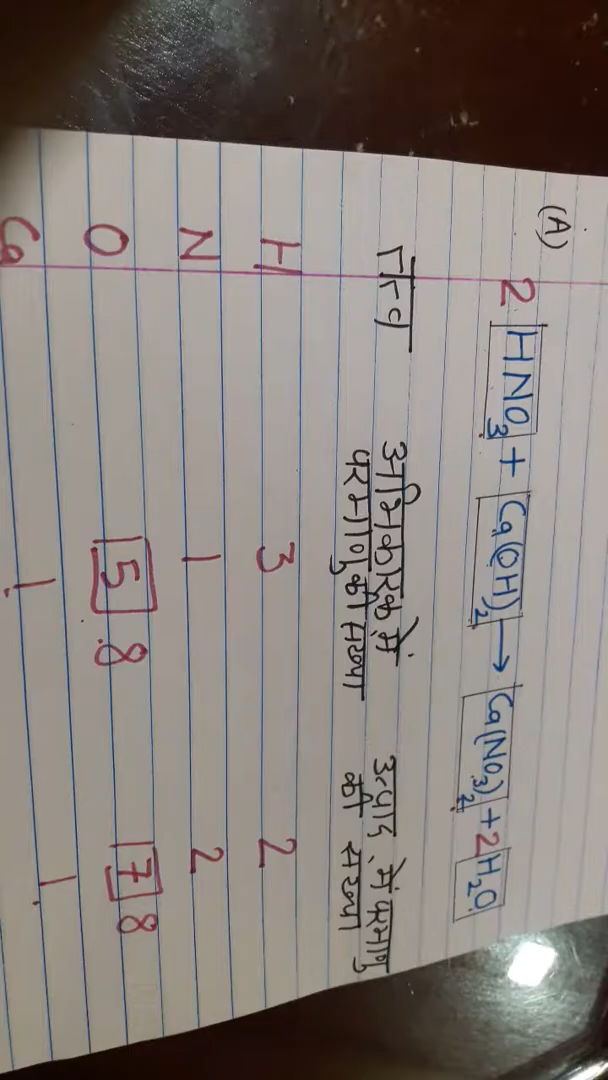 (A)
2 HNO₃ + Ca(OH)₂ → Ca(NO₃)₂ + 2H₂O
तत्व अभिकारक में उत्पाद में परमाणु
परमाणु की संख्या की संख्या
H 3 2
N 1 2
O 5 8 7 8
Ca 1 1